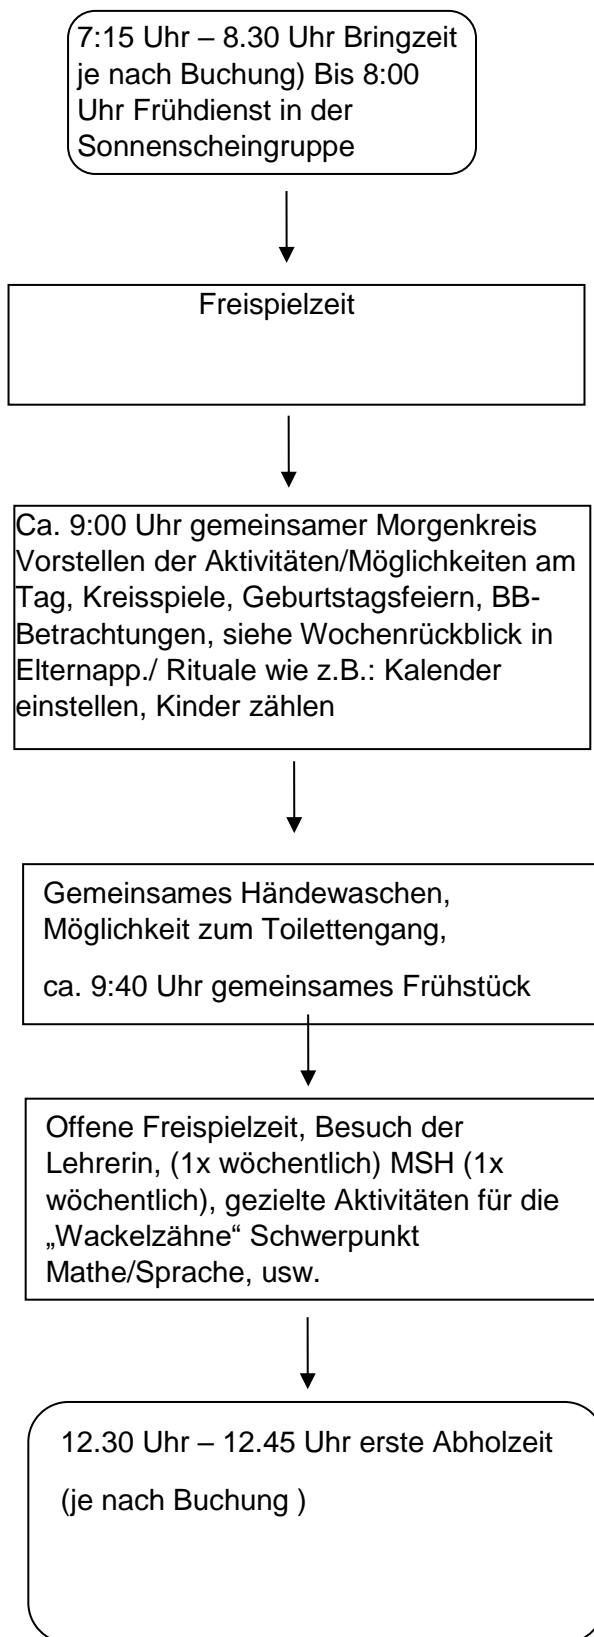 7:15 Uhr – 8.30 Uhr Bringzeit
je nach Buchung) Bis 8:00
Uhr Frühdienst in der
Sonnenscheingruppe
Freispielzeit
Ca. 9:00 Uhr gemeinsamer Morgenkreis
Vorstellen der Aktivitäten/Möglichkeiten am
Tag, Kreisspiele, Geburtstagsfeiern, BB-
Betrachtungen, siehe Wochenrückblick in
Elternapp./ Rituale wie z.B.: Kalender
einstellen, Kinder zählen
Gemeinsames Händewaschen,
Möglichkeit zum Toilettengang,
ca. 9:40 Uhr gemeinsames Frühstück
Offene Freispielzeit, Besuch der
Lehrerin, (1x wöchentlich) MSH (1x
wöchentlich), gezielte Aktivitäten für die
„Wackelzähne“ Schwerpunkt
Mathe/Sprache, usw.
12.30 Uhr – 12.45 Uhr erste Abholzeit
(je nach Buchung )